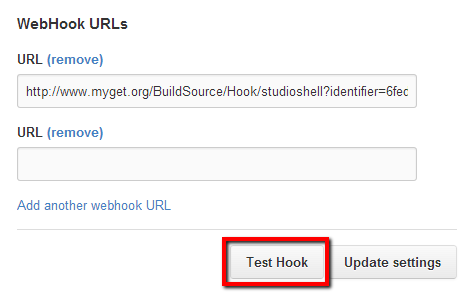 WebHook URLs
URL (remove)
http://www.myget.org/BuildSource/Hook/studioshell?identifier=6fec
URL (remove)
Add another webhook URL
Test Hook Update settings